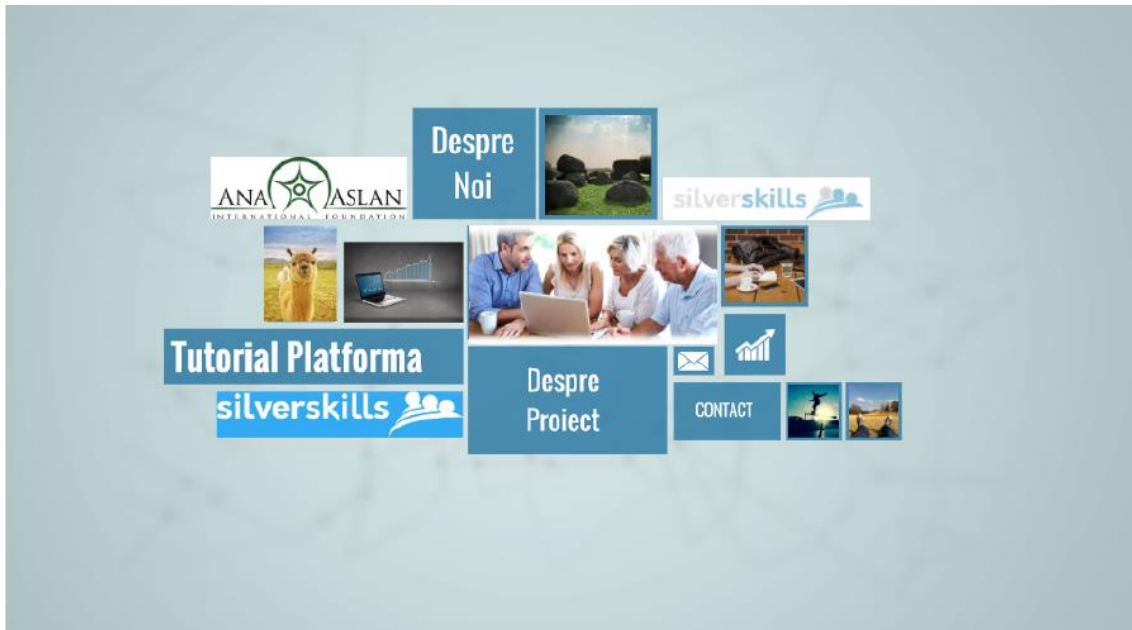 Despre
Noi
ANA ASLAN
INTERNATIONAL FOUNDATION
silverskills
Tutorial Platforma
silverskills
Despre
Proiect
CONTACT